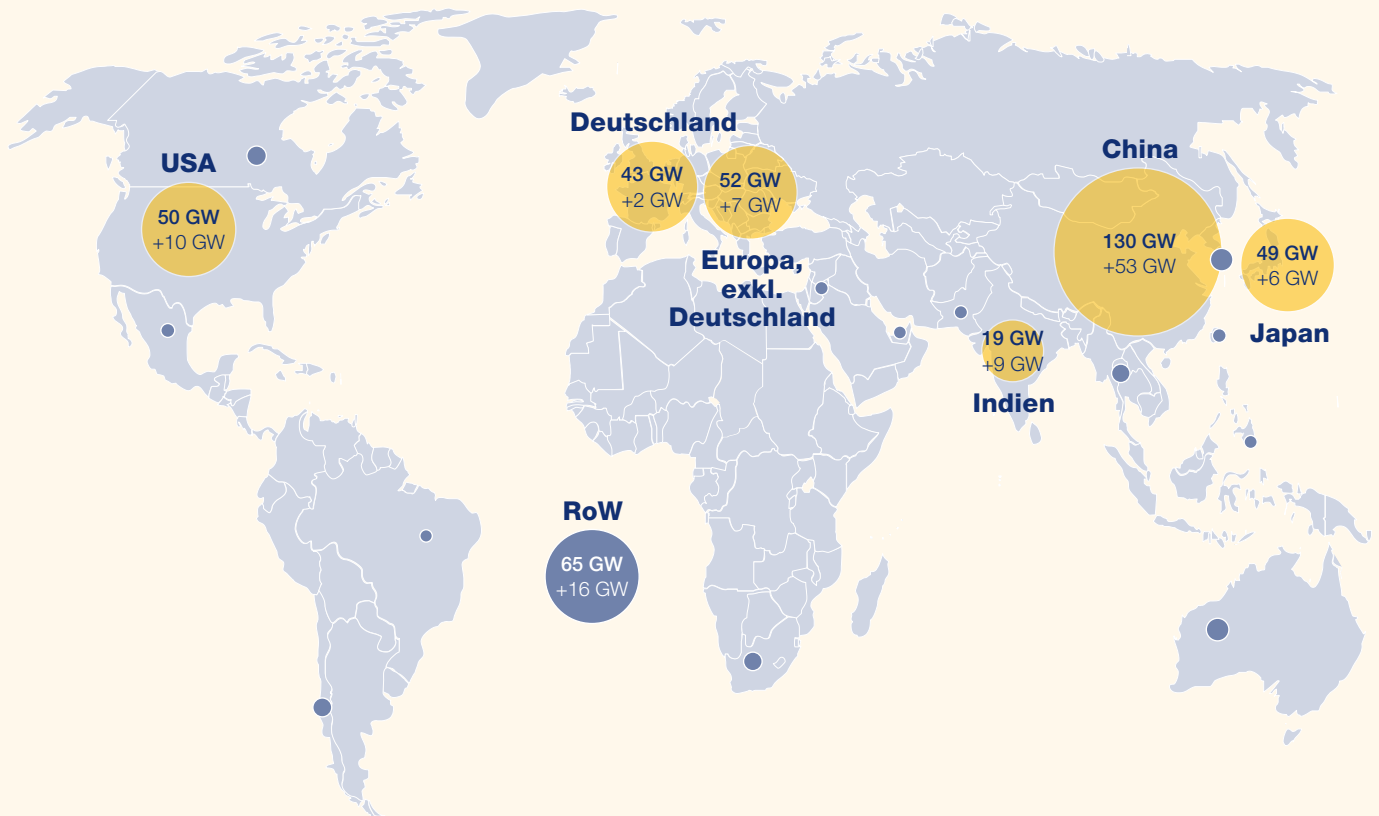 USA
50 GW
+10 GW
Deutschland
43 GW
+2 GW
52 GW
+7 GW
Europa,
exkl.
Deutschland
China
130 GW
+53 GW
49 GW
+6 GW
Japan
19 GW
+9 GW
Indien
RoW
65 GW
+16 GW